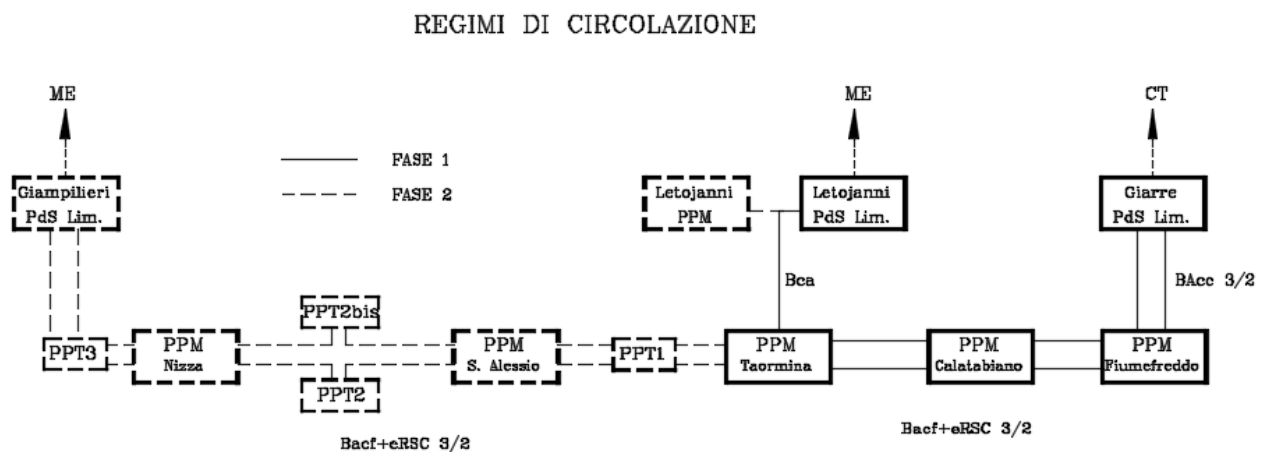 REGIMI DI CIRCOLAZIONE
ME
ME
CT
FASE 1
FASE 2
Giampilieri
PdS Lim.
Letojanni
PPM
Letojanni
PdS Lim.
Giarre
PdS Lim.
Bca
BAcc 3/2
PPT2bis
PPT3
PPM
Nizza
PPM
S. Alessio
PPT1
PPM
Taormina
PPM
Calatabiano
PPM
Fiumefreddo
PPT2
Bacf+eRSC 3/2
Bacf+eRSC 3/2